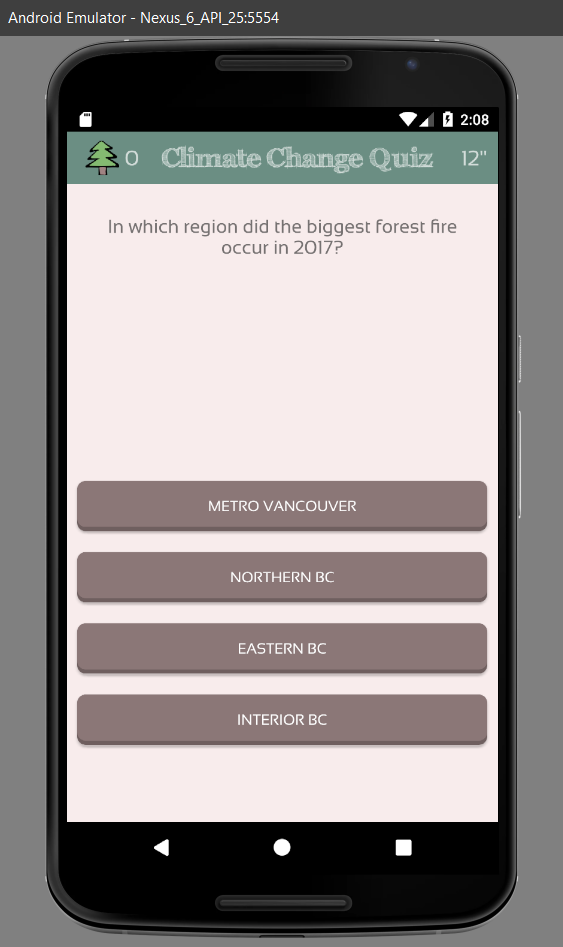 Android Emulator - Nexus_6_API_25:5554
2:08
0 Climate Change Quiz 12"
In which region did the biggest forest fire
occur in 2017?
METRO VANCOUVER
NORTHERN BC
EASTERN BC
INTERIOR BC